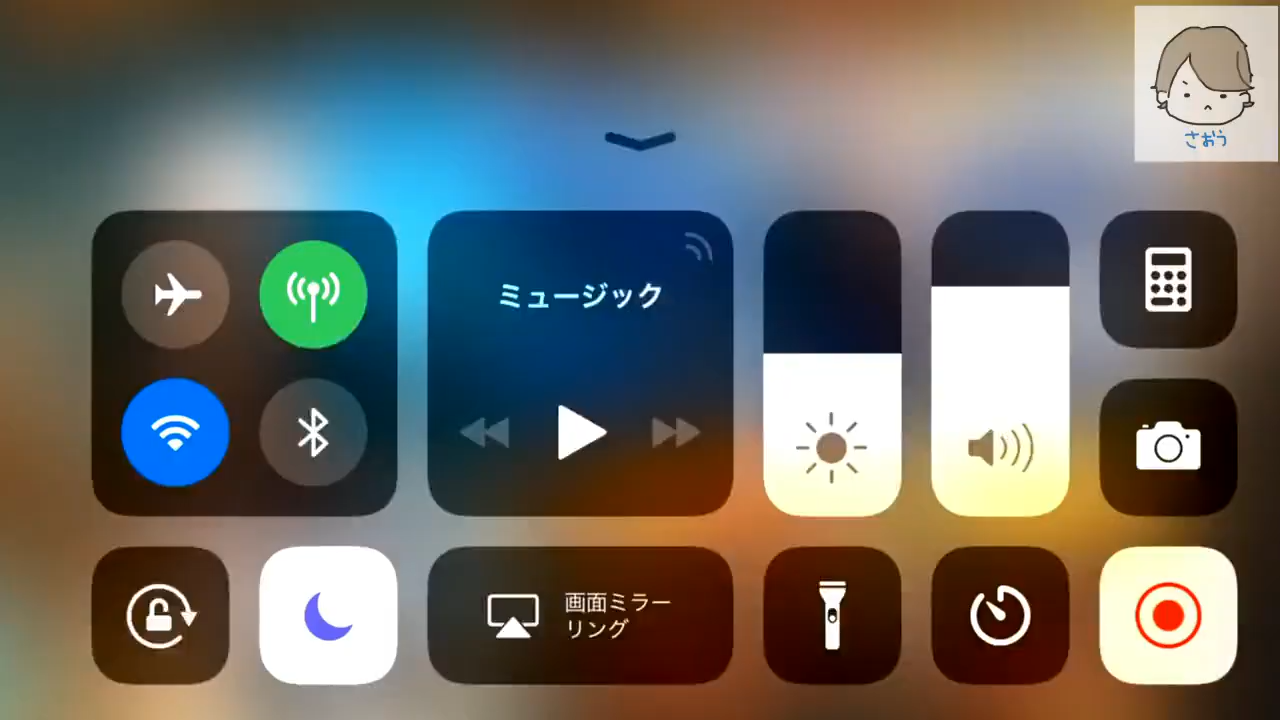 さおう
ミュージック
画面ミラー
リング